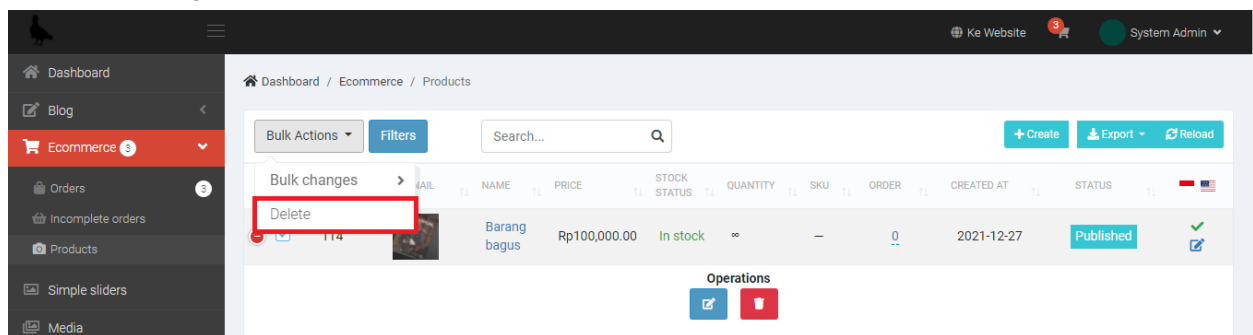 Ke Website 3 System Admin
Dashboard
Blog
Ecommerce 3
Orders 3
Incomplete orders
Products
Simple sliders
Media
Dashboard / Ecommerce / Products
Bulk Actions Filters Search... Create Export Reload
Bulk changes
Delete
NAME PRICE STOCK STATUS QUANTITY SKU ORDER CREATED AT STATUS
114 Barang bagus Rp100,000.00 In stock ∞ — 0 2021-12-27 Published
Operations